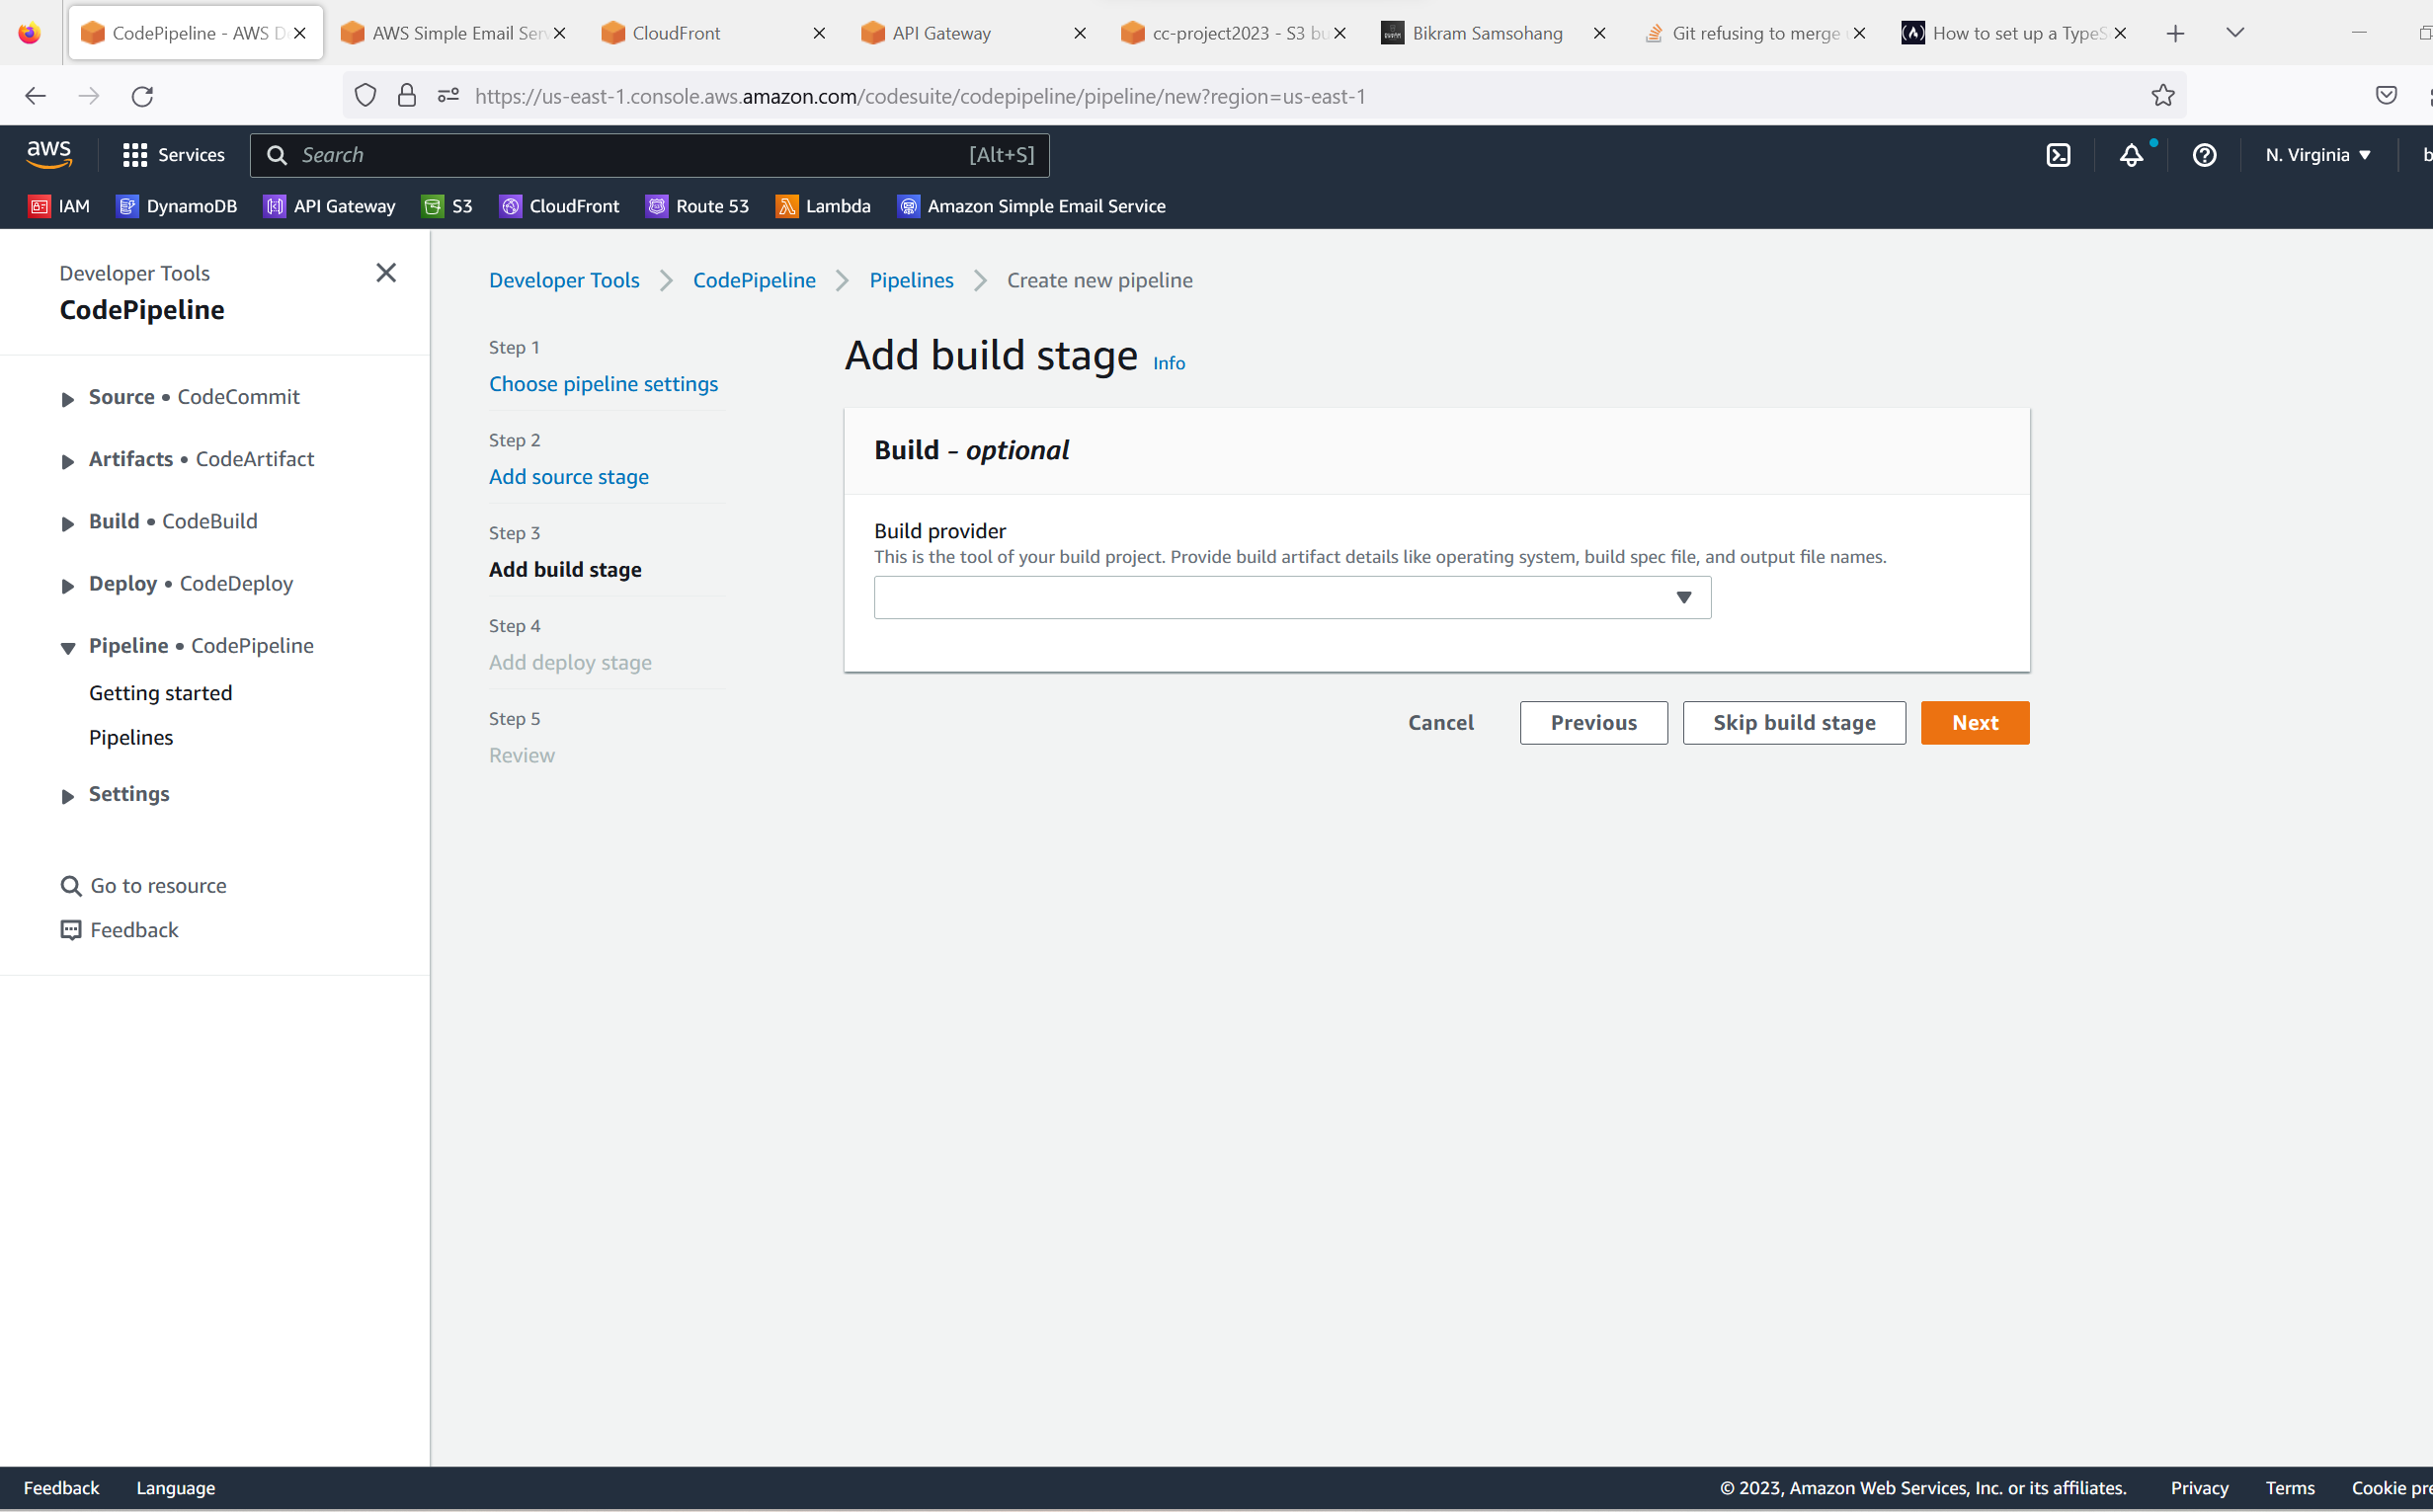 CodePipeline - AWS D
AWS Simple Email Serv
CloudFront
API Gateway
cc-project2023 - S3 bu
Bikram Samsohang
Git refusing to merge
How to set up a TypeS
https://us-east-1.console.aws.amazon.com/codesuite/codepipeline/pipeline/new?region=us-east-1
aws
Services
Search
[Alt+S]
N. Virginia
IAM
DynamoDB
API Gateway
S3
CloudFront
Route 53
Lambda
Amazon Simple Email Service
Developer Tools
CodePipeline
Source • CodeCommit
Artifacts • CodeArtifact
Build • CodeBuild
Deploy • CodeDeploy
Pipeline • CodePipeline
Getting started
Pipelines
Settings
Go to resource
Feedback
Developer Tools
CodePipeline
Pipelines
Create new pipeline
Step 1
Choose pipeline settings
Step 2
Add source stage
Step 3
Add build stage
Step 4
Add deploy stage
Step 5
Review
Add build stage Info
Build - optional
Build provider
This is the tool of your build project. Provide build artifact details like operating system, build spec file, and output file names.
Cancel
Previous
Skip build stage
Next
Feedback
Language
© 2023, Amazon Web Services, Inc. or its affiliates.
Privacy
Terms
Cookie pr